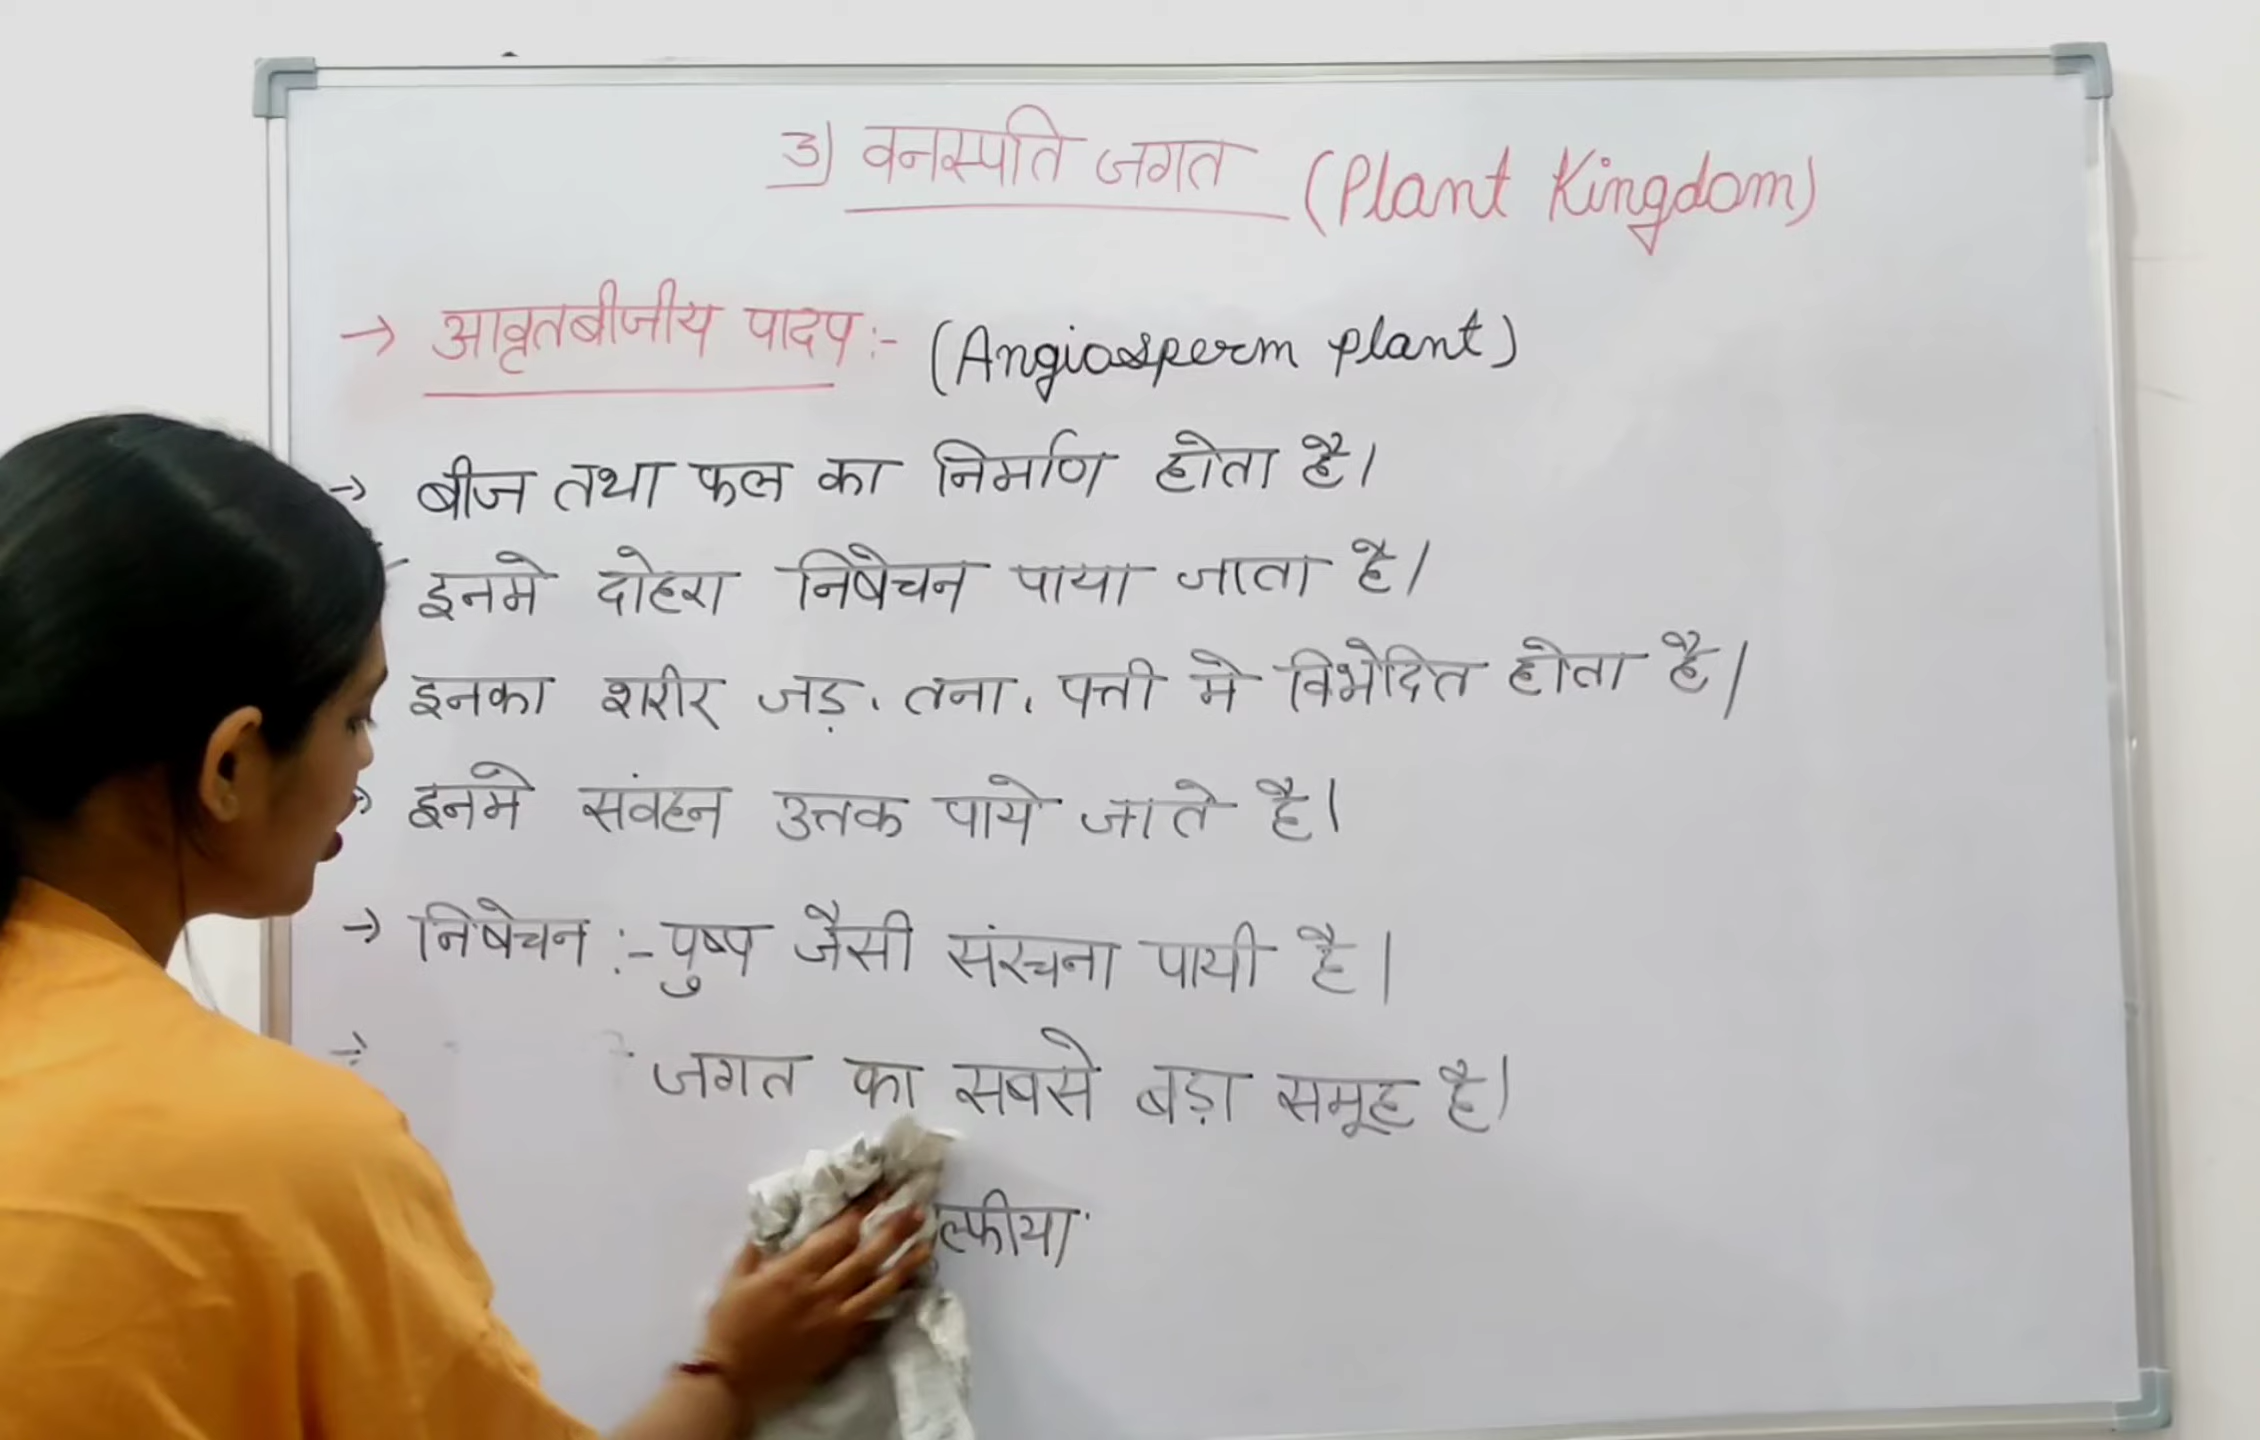 3) वनस्पति जगत (Plant Kingdom)
→ आवृतबीजीय पादप :- (Angiosperm plant)
→ बीज तथा फल का निर्माण होता है।
इनमे दोहरा निषेचन पाया जाता है।
इनका शरीर जड़, तना, पत्ती मे विभेदित होता है।
इनमे संवहन उत्तक पाये जाते है।
→ निषेचन :- पुष्प जैसी संरचना पायी है।
→ जगत का सबसे बड़ा समूह है।